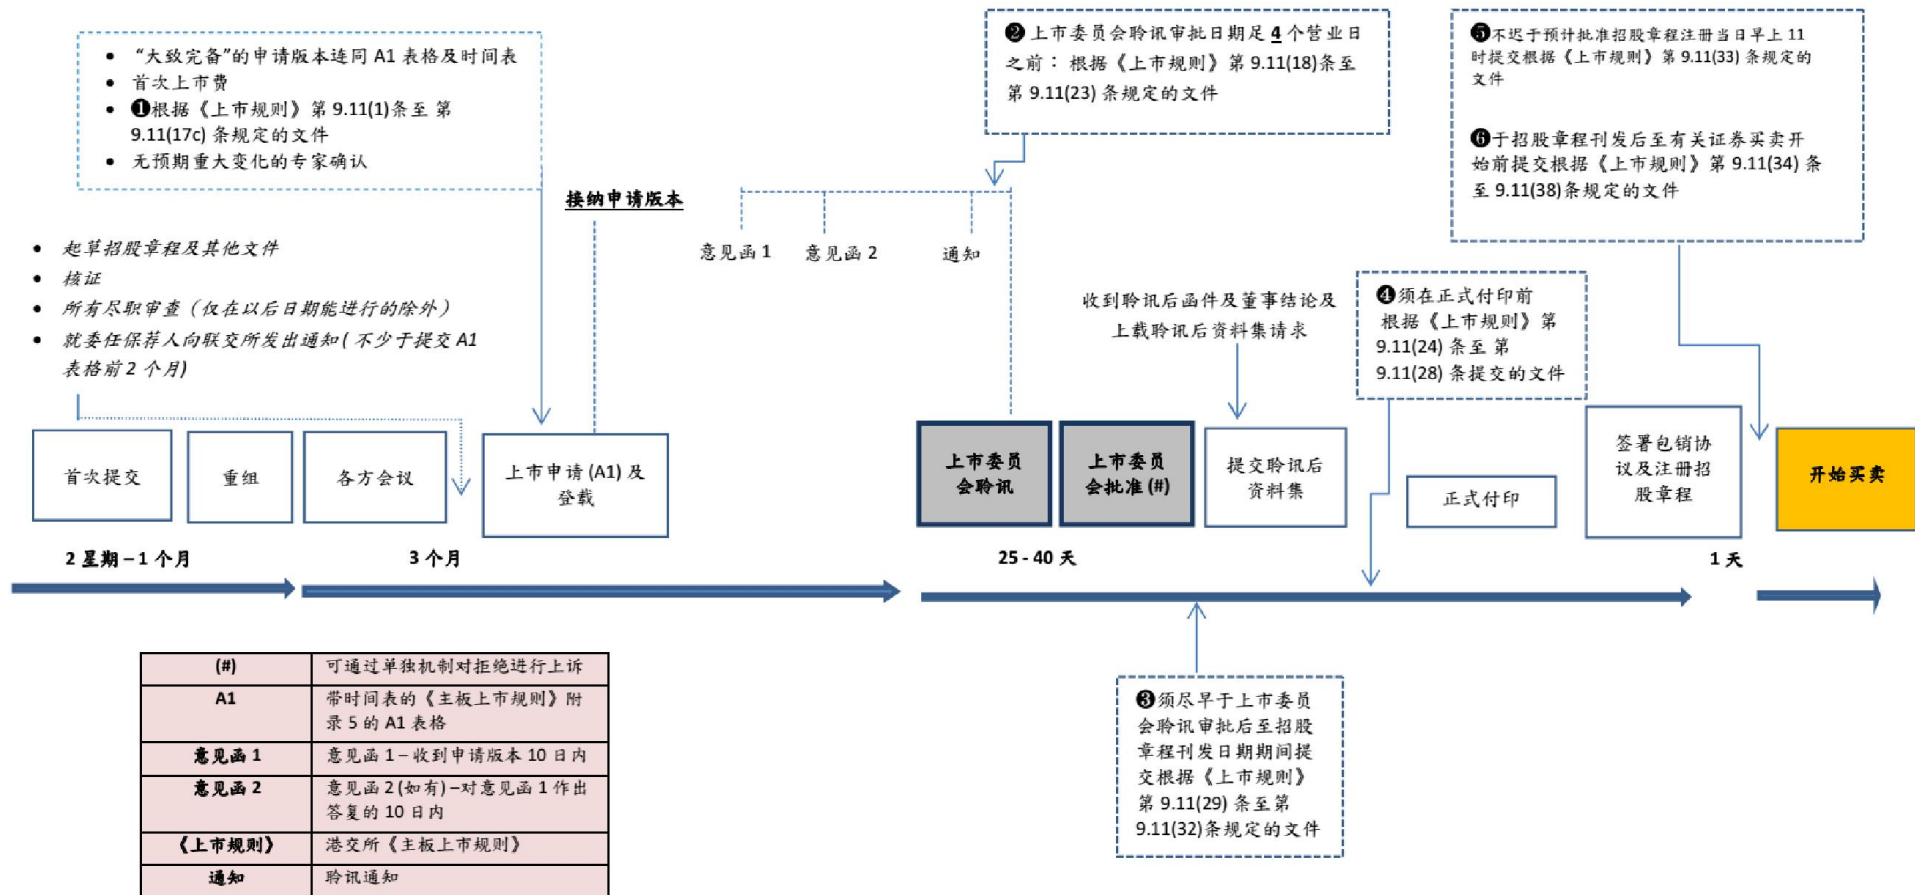 “大致完备”的申请版本连同 A1 表格及时间表
首次上市费
❶根据《上市规则》第 9.11(1)条至 第
9.11(17c) 条规定的文件
无预期重大变化的专家确认
❷ 上市委员会聆讯审批日期足 4 个营业日
之前： 根据《上市规则》第 9.11(18)条至
第 9.11(23) 条规定的文件
❺不迟于预计批准招股章程注册当日早上 11
时提交根据《上市规则》第 9.11(33) 条规定的
文件
❻于招股章程刊发后至有关证券买卖开
始前提交根据《上市规则》第 9.11(34) 条
至 9.11(38)条规定的文件
接纳申请版本
起草招股章程及其他文件
核证
所有尽职审查（仅在以后日期能进行的除外）
就委任保荐人向联交所发出通知( 不少于提交 A1
表格前 2 个月)
意见函 1
意见函 2
通知
收到聆讯后函件及董事结论及
上载聆讯后资料集请求
❹须在正式付印前
根据《上市规则》第
9.11(24) 条至 第
9.11(28) 条提交的文件
首次提交
重组
各方会议
上市申请 (A1) 及
登载
上市委员
会聆讯
上市委员
会批准 (#)
提交聆讯后
资料集
正式付印
签署包销协
议及注册招
股章程
开始买卖
2 星期 – 1 个月
3 个月
25 - 40 天
1 天
❸须尽早于上市委员
会聆讯审批后至招股
章程刊发日期期间提
交根据《上市规则》
第 9.11(29) 条至第
9.11(32)条规定的文件
(#) 可通过单独机制对拒绝进行上诉
A1 带时间表的《主板上市规则》附
录 5 的 A1 表格
意见函 1 意见函 1 – 收到申请版本 10 日内
意见函 2 意见函 2 (如有) – 对意见函 1 作出
答复的 10 日内
《上市规则》 港交所《主板上市规则》
通知 聆讯通知